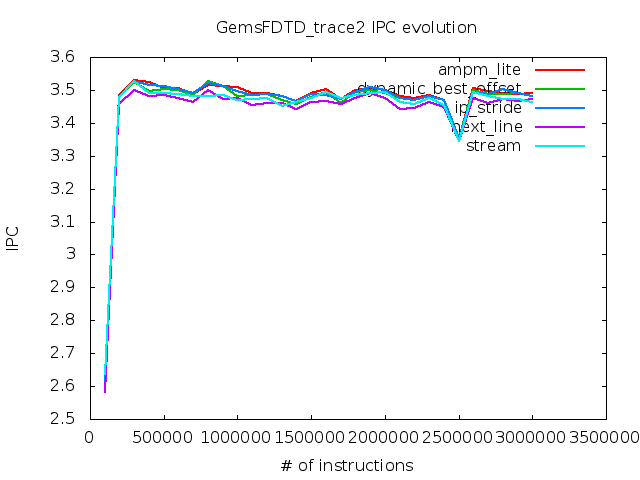 GemsFDTD_trace2 IPC evolution
3.6
3.5
3.4
3.3
3.2
3.1
3
2.9
2.8
2.7
2.6
2.5
IPC
ampm_lite
dynamic_best_offset
ip_stride
next_line
stream
0 500000 1000000 1500000 2000000 2500000 3000000 3500000
# of instructions